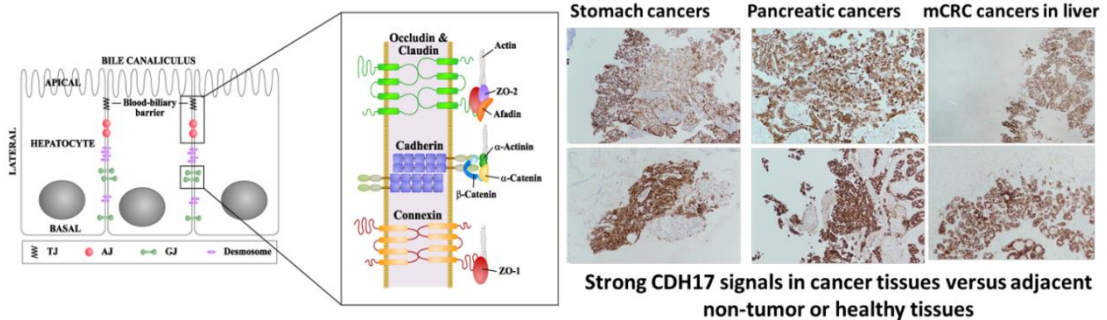 BILE CANALICULUS
APICAL
Blood-biliary
barrier
LATERAL
HEPATOCYTE
BASAL
TJ AJ GJ Desmosome
Occludin &
Claudin
Actin
ZO-2
Afadin
Cadherin
α-Actinin
α-Catenin
β-Catenin
Connexin
ZO-1
Stomach cancers Pancreatic cancers mCRC cancers in liver
Strong CDH17 signals in cancer tissues versus adjacent
non-tumor or healthy tissues